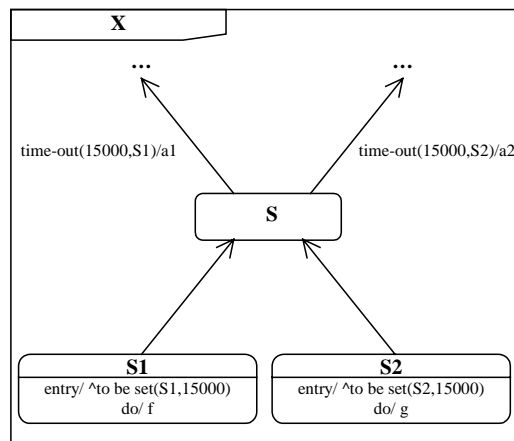 X
... ...
time-out(15000,S1)/a1 time-out(15000,S2)/a2
S
S1 S2
entry/ ^to be set(S1,15000) entry/ ^to be set(S2,15000)
do/ f do/ g